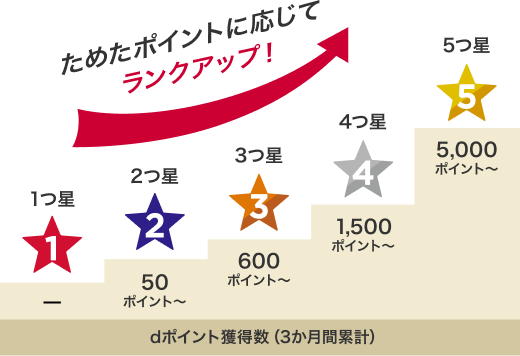 ためたポイントに応じて
ランクアップ！
5つ星
5
4つ星
4
5,000
ポイント～
3つ星
3
2つ星
2
1,500
ポイント～
1つ星
1
600
ポイント～
50
ポイント～
—
dポイント獲得数（3か月間累計）